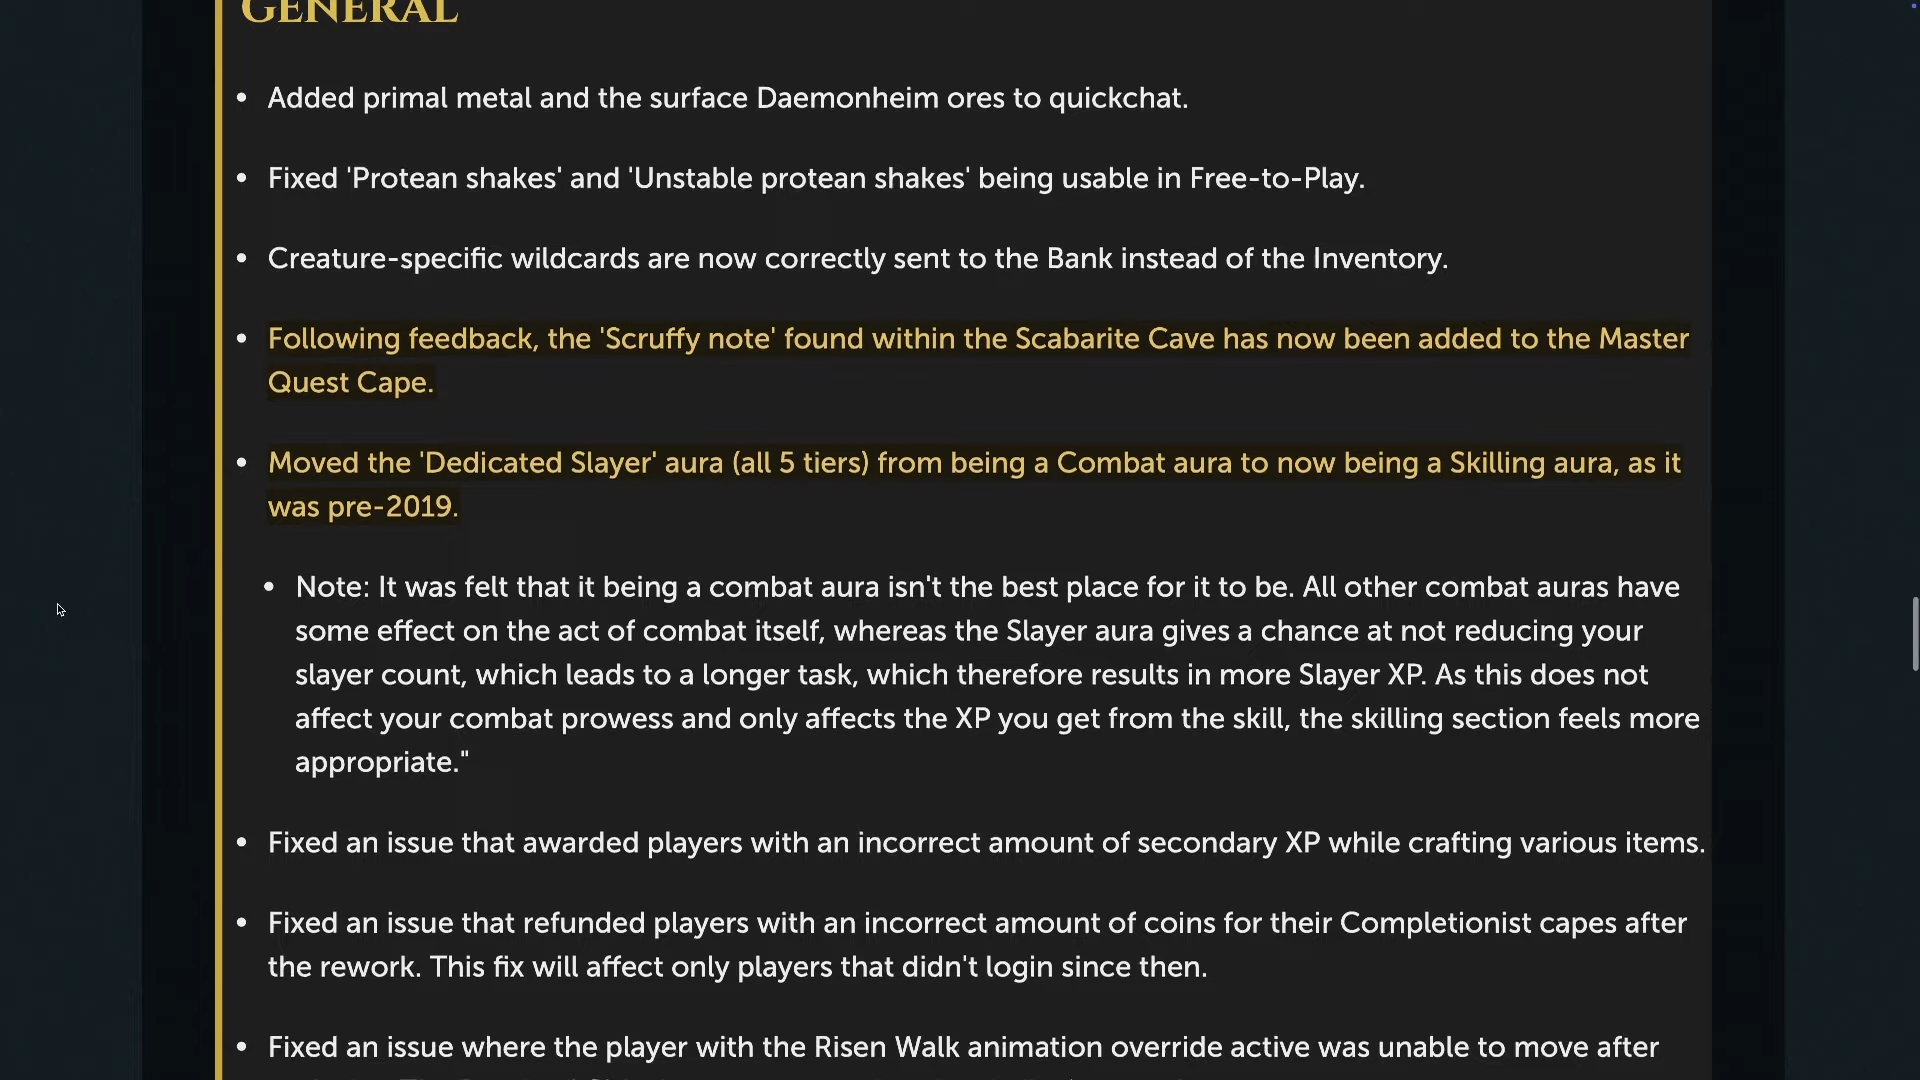 GENERAL
• Added primal metal and the surface Daemonheim ores to quickchat.
• Fixed 'Protean shakes' and 'Unstable protean shakes' being usable in Free-to-Play.
• Creature-specific wildcards are now correctly sent to the Bank instead of the Inventory.
• Following feedback, the 'Scruffy note' found within the Scabarite Cave has now been added to the Master
Quest Cape.
• Moved the 'Dedicated Slayer' aura (all 5 tiers) from being a Combat aura to now being a Skilling aura, as it
was pre-2019.
• Note: It was felt that it being a combat aura isn't the best place for it to be. All other combat auras have
some effect on the act of combat itself, whereas the Slayer aura gives a chance at not reducing your
slayer count, which leads to a longer task, which therefore results in more Slayer XP. As this does not
affect your combat prowess and only affects the XP you get from the skill, the skilling section feels more
appropriate."
• Fixed an issue that awarded players with an incorrect amount of secondary XP while crafting various items.
• Fixed an issue that refunded players with an incorrect amount of coins for their Completionist capes after
the rework. This fix will affect only players that didn't login since then.
• Fixed an issue where the player with the Risen Walk animation override active was unable to move after